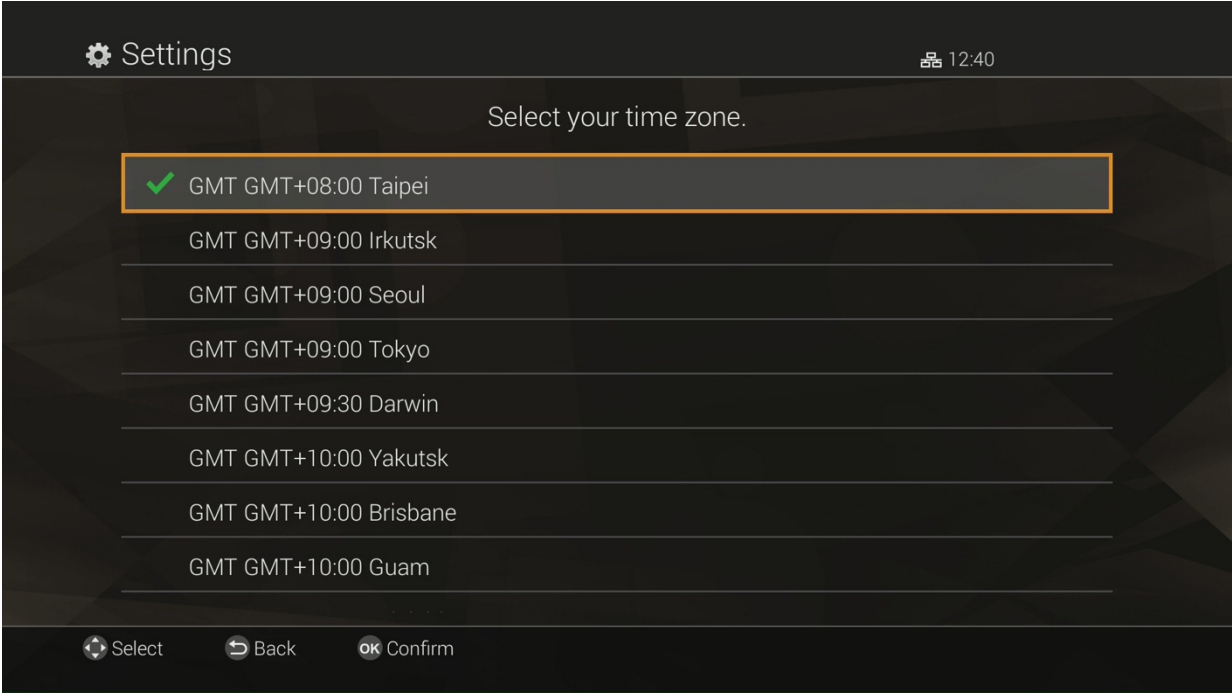 Settings
12:40
Select your time zone.
GMT GMT+08:00 Taipei
GMT GMT+09:00 Irkutsk
GMT GMT+09:00 Seoul
GMT GMT+09:00 Tokyo
GMT GMT+09:30 Darwin
GMT GMT+10:00 Yakutsk
GMT GMT+10:00 Brisbane
GMT GMT+10:00 Guam
Select
Back
OK Confirm